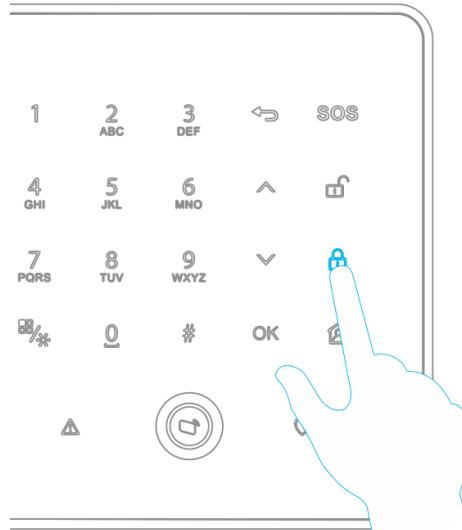 1 2 3 SOS
ABC DEF
4 5 6
GHI JKL MNO
7 8 9
PQRS TUV WXYZ
/* 0 # OK